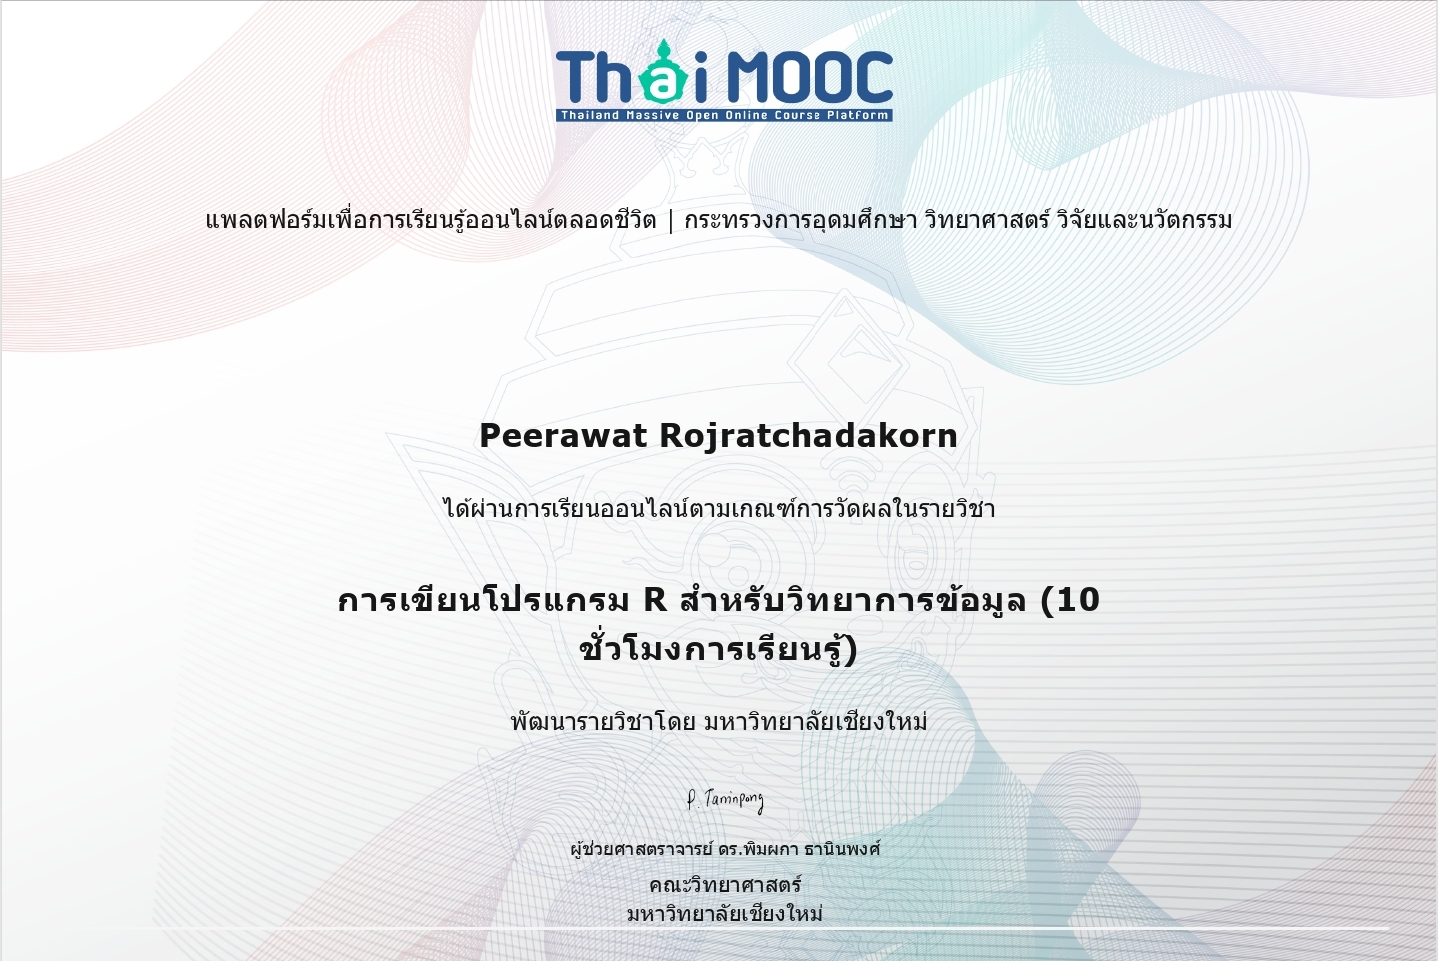 Thai MOOC
Thailand Massive Open Online Course Platform
แพลตฟอร์มเพื่อการเรียนรู้ออนไลน์ตลอดชีวิต | กระทรวงการอุดมศึกษา วิทยาศาสตร์ วิจัยและนวัตกรรม
Peerawat Rojratchadakorn
ได้ผ่านการเรียนออนไลน์ตามเกณฑ์การวัดผลในรายวิชา
การเขียนโปรแกรม R สำหรับวิทยาการข้อมูล (10
ชั่วโมงการเรียนรู้)
พัฒนารายวิชาโดย มหาวิทยาลัยเชียงใหม่
P. Taninpong
ผู้ช่วยศาสตราจารย์ ดร.พิมผกา ธานินพงศ์
คณะวิทยาศาสตร์
มหาวิทยาลัยเชียงใหม่